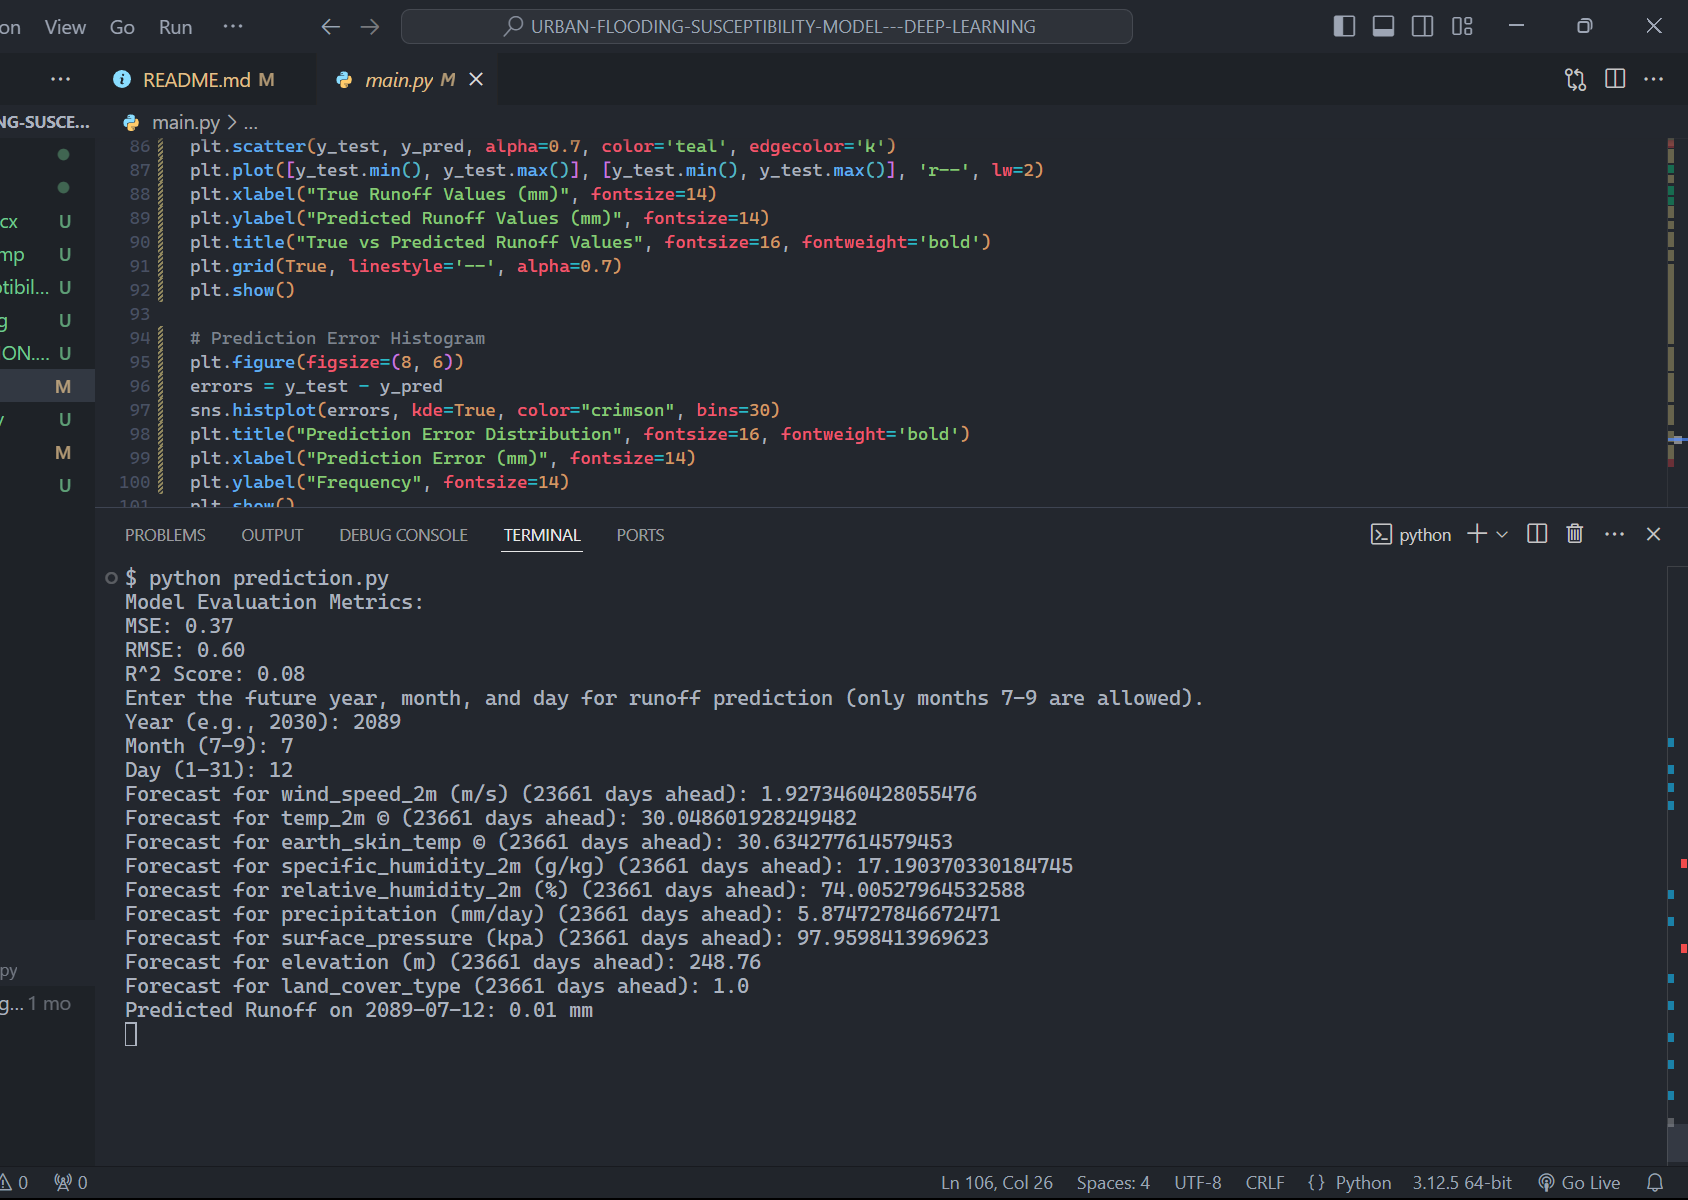 on View Go Run ···
URBAN-FLOODING-SUSCEPTIBILITY-MODEL---DEEP-LEARNING
··· README.md M main.py M
NG-SUSCE...
main.py > ...
86 plt.scatter(y_test, y_pred, alpha=0.7, color='teal', edgecolor='k')
87 plt.plot([y_test.min(), y_test.max()], [y_test.min(), y_test.max()], 'r--', lw=2)
88 plt.xlabel("True Runoff Values (mm)", fontsize=14)
89 plt.ylabel("Predicted Runoff Values (mm)", fontsize=14)
90 plt.title("True vs Predicted Runoff Values", fontsize=16, fontweight='bold')
91 plt.grid(True, linestyle='--', alpha=0.7)
92 plt.show()
93
94 # Prediction Error Histogram
95 plt.figure(figsize=(8, 6))
96 errors = y_test - y_pred
97 sns.histplot(errors, kde=True, color="crimson", bins=30)
98 plt.title("Prediction Error Distribution", fontsize=16, fontweight='bold')
99 plt.xlabel("Prediction Error (mm)", fontsize=14)
100 plt.ylabel("Frequency", fontsize=14)
101 plt.show()
cx U
mp U
tibil... U
g U
ION.... U
M
y U
M
U
py
g... 1 mo
PROBLEMS OUTPUT DEBUG CONSOLE TERMINAL PORTS
python
$ python prediction.py
Model Evaluation Metrics:
MSE: 0.37
RMSE: 0.60
R^2 Score: 0.08
Enter the future year, month, and day for runoff prediction (only months 7-9 are allowed).
Year (e.g., 2030): 2089
Month (7-9): 7
Day (1-31): 12
Forecast for wind_speed_2m (m/s) (23661 days ahead): 1.9273460428055476
Forecast for temp_2m © (23661 days ahead): 30.048601928249482
Forecast for earth_skin_temp © (23661 days ahead): 30.634277614579453
Forecast for specific_humidity_2m (g/kg) (23661 days ahead): 17.190370330184745
Forecast for relative_humidity_2m (%) (23661 days ahead): 74.00527964532588
Forecast for precipitation (mm/day) (23661 days ahead): 5.874727846672471
Forecast for surface_pressure (kpa) (23661 days ahead): 97.9598413969623
Forecast for elevation (m) (23661 days ahead): 248.76
Forecast for land_cover_type (23661 days ahead): 1.0
Predicted Runoff on 2089-07-12: 0.01 mm
0 0 Ln 106, Col 26 Spaces: 4 UTF-8 CRLF {} Python 3.12.5 64-bit Go Live